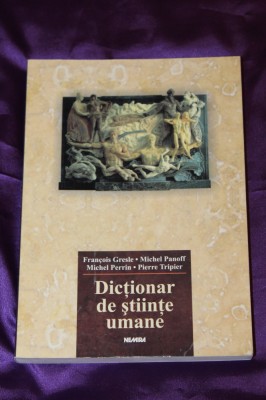 François Gresle • Michel Panoff
Michel Perrin • Pierre Tripier
Dicționar
de științe
umane
NEMIRA